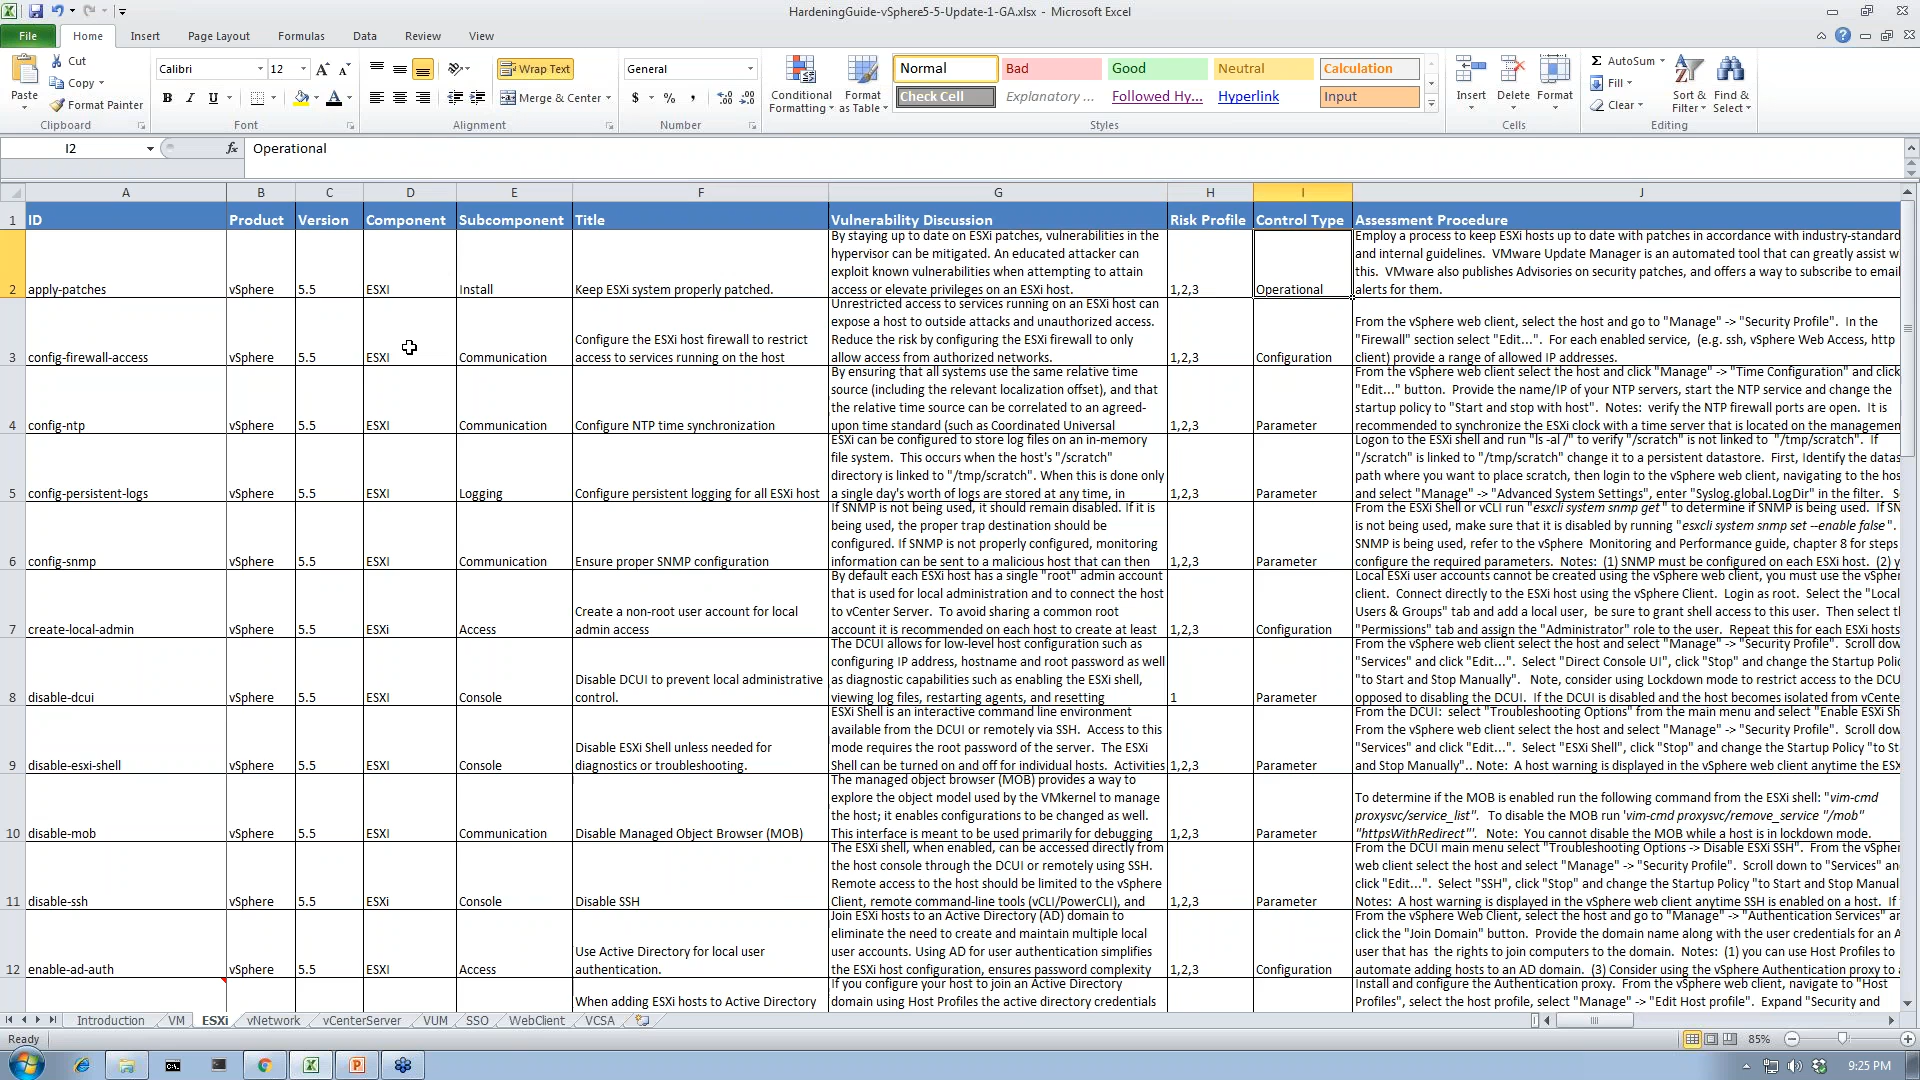 HardeningGuide-vSphere5-5-Update-1-GA.xlsx - Microsoft Excel
File Home Insert Page Layout Formulas Data Review View
Paste
Cut
Copy
Format Painter
Clipboard
Calibri 12
B I U
Font
Wrap Text
Merge & Center
Alignment
General
$ % ,
Number
Conditional Formatting
Format as Table
Normal Bad Good Neutral Calculation
Check Cell Explanatory ... Followed Hy... Hyperlink Input
Styles
Insert Delete Format
Cells
AutoSum
Fill
Clear
Sort & Filter
Find & Select
Editing
I2 fx Operational
A B C D E F G H I J
1 ID Product Version Component Subcomponent Title Vulnerability Discussion Risk Profile Control Type Assessment Procedure
2 apply-patches vSphere 5.5 ESXI Install Keep ESXi system properly patched.
By staying up to date on ESXi patches, vulnerabilities in the
hypervisor can be mitigated. An educated attacker can
exploit known vulnerabilities when attempting to attain
access or elevate privileges on an ESXi host.
1,2,3 Operational
Employ a process to keep ESXi hosts up to date with patches in accordance with industry-standard
and internal guidelines. VMware Update Manager is an automated tool that can greatly assist w
this. VMware also publishes Advisories on security patches, and offers a way to subscribe to email
alerts for them.
3 config-firewall-access vSphere 5.5 ESXI Communication
Configure the ESXi host firewall to restrict
access to services running on the host
Unrestricted access to services running on an ESXi host can
expose a host to outside attacks and unauthorized access.
Reduce the risk by configuring the ESXi firewall to only
allow access from authorized networks.
1,2,3 Configuration
From the vSphere web client, select the host and go to "Manage" -> "Security Profile". In the
"Firewall" section select "Edit...". For each enabled service, (e.g. ssh, vSphere Web Access, http
client) provide a range of allowed IP addresses.
4 config-ntp vSphere 5.5 ESXI Communication Configure NTP time synchronization
By ensuring that all systems use the same relative time
source (including the relevant localization offset), and that
the relative time source can be correlated to an agreed-
upon time standard (such as Coordinated Universal
1,2,3 Parameter
From the vSphere web client select the host and click "Manage" -> "Time Configuration" and click
"Edit..." button. Provide the name/IP of your NTP servers, start the NTP service and change the
startup policy to "Start and stop with host". Notes: verify the NTP firewall ports are open. It is
recommended to synchronize the ESXi clock with a time server that is located on the managemen
5 config-persistent-logs vSphere 5.5 ESXI Logging Configure persistent logging for all ESXi host
ESXi can be configured to store log files on an in-memory
file system. This occurs when the host's "/scratch"
directory is linked to "/tmp/scratch". When this is done only
a single day's worth of logs are stored at any time, in
1,2,3 Parameter
Logon to the ESXi shell and run "ls -al /" to verify "/scratch" is not linked to "/tmp/scratch". If
"/scratch" is linked to "/tmp/scratch" change it to a persistent datastore. First, Identify the datas
path where you want to place scratch, then login to the vSphere web client, navigating to the hos
and select "Manage" -> "Advanced System Settings", enter "Syslog.global.LogDir" in the filter. S
6 config-snmp vSphere 5.5 ESXI Communication Ensure proper SNMP configuration
If SNMP is not being used, it should remain disabled. If it is
being used, the proper trap destination should be
configured. If SNMP is not properly configured, monitoring
information can be sent to a malicious host that can then
1,2,3 Parameter
From the ESXi Shell or vCLI run "esxcli system snmp get" to determine if SNMP is being used. If SN
is not being used, make sure that it is disabled by running "esxcli system snmp set --enable false".
SNMP is being used, refer to the vSphere Monitoring and Performance guide, chapter 8 for steps
configure the required parameters. Notes: (1) SNMP must be configured on each ESXi host. (2) y
7 create-local-admin vSphere 5.5 ESXi Access
Create a non-root user account for local
admin access
By default each ESXi host has a single "root" admin account
that is used for local administration and to connect the host
to vCenter Server. To avoid sharing a common root
account it is recommended on each host to create at least
1,2,3 Configuration
Local ESXi user accounts cannot be created using the vSphere web client, you must use the vSpher
client. Connect directly to the ESXi host using the vSphere Client. Login as root. Select the "Local
Users & Groups" tab and add a local user, be sure to grant shell access to this user. Then select th
"Permissions" tab and assign the "Administrator" role to the user. Repeat this for each ESXi hosts
8 disable-dcui vSphere 5.5 ESXI Console
Disable DCUI to prevent local administrative
control.
The DCUI allows for low-level host configuration such as
configuring IP address, hostname and root password as well
as diagnostic capabilities such as enabling the ESXi shell,
viewing log files, restarting agents, and resetting
1 Parameter
From the vSphere web client select the host and select "Manage" -> "Security Profile". Scroll dow
"Services" and click "Edit...". Select "Direct Console UI", click "Stop" and change the Startup Polic
"to Start and Stop Manually". Note, consider using Lockdown mode to restrict access to the DCU
opposed to disabling the DCUI. If the DCUI is disabled and the host becomes isolated from vCente
9 disable-esxi-shell vSphere 5.5 ESXI Console
Disable ESXi Shell unless needed for
diagnostics or troubleshooting.
ESXi Shell is an interactive command line environment
available from the DCUI or remotely via SSH. Access to this
mode requires the root password of the server. The ESXi
Shell can be turned on and off for individual hosts. Activities
1,2,3 Parameter
From the DCUI: select "Troubleshooting Options" from the main menu and select "Enable ESXi Sh
From the vSphere web client select the host and select "Manage" -> "Security Profile". Scroll dow
"Services" and click "Edit...". Select "ESXi Shell", click "Stop" and change the Startup Policy "to St
and Stop Manually".. Note: A host warning is displayed in the vSphere web client anytime the ESX
10 disable-mob vSphere 5.5 ESXI Communication Disable Managed Object Browser (MOB)
The managed object browser (MOB) provides a way to
explore the object model used by the VMkernel to manage
the host; it enables configurations to be changed as well.
This interface is meant to be used primarily for debugging
1,2,3 Parameter
To determine if the MOB is enabled run the following command from the ESXi shell: "vim-cmd
proxysvc/service_list". To disable the MOB run 'vim-cmd proxysvc/remove_service "/mob"
"httpsWithRedirect"'. Note: You cannot disable the MOB while a host is in lockdown mode.
11 disable-ssh vSphere 5.5 ESXi Console Disable SSH
The ESXi shell, when enabled, can be accessed directly from
the host console through the DCUI or remotely using SSH.
Remote access to the host should be limited to the vSphere
Client, remote command-line tools (vCLI/PowerCLI), and
1,2,3 Parameter
From the DCUI main menu select "Troubleshooting Options -> Disable ESXi SSH". From the vSpher
web client select the host and select "Manage" -> "Security Profile". Scroll down to "Services" an
click "Edit...". Select "SSH", click "Stop" and change the Startup Policy "to Start and Stop Manual
Notes: A host warning is displayed in the vSphere web client anytime SSH is enabled on a host. If
12 enable-ad-auth vSphere 5.5 ESXI Access
Use Active Directory for local user
authentication.
Join ESXi hosts to an Active Directory (AD) domain to
eliminate the need to create and maintain multiple local
user accounts. Using AD for user authentication simplifies
the ESXi host configuration, ensures password complexity
1,2,3 Configuration
From the vSphere Web Client, select the host and go to "Manage" -> "Authentication Services" an
click the "Join Domain" button. Provide the domain name along with the user credentials for an A
user that has the rights to join computers to the domain. Notes: (1) you can use Host Profiles to
automate adding hosts to an AD domain. (3) Consider using the vSphere Authentication proxy to
When adding ESXi hosts to Active Directory
If you configure your host to join an Active Directory
domain using Host Profiles the active directory credentials
Install and configure the Authentication proxy. From the vSphere web client, navigate to "Host
Profiles", select the host profile, select "Manage" -> "Edit Host profile". Expand "Security and
Introduction VM ESXi vNetwork vCenterServer VUM SSO WebClient VCSA
Ready 85%
9:25 PM